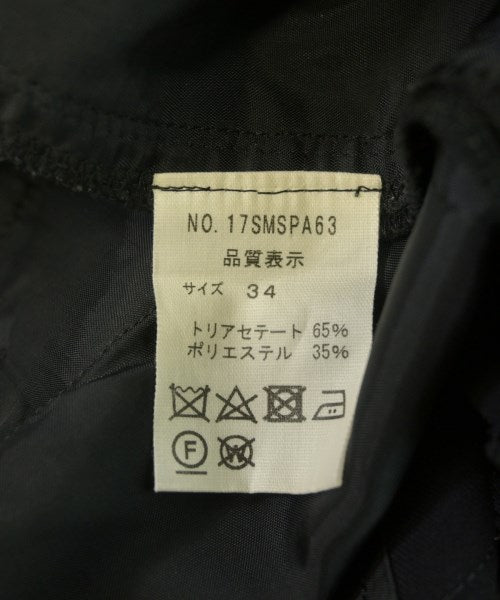 NO. 17SMSPA63
品質表示
サイズ 34
トリアセテート 65%
ポリエステル 35%
F W